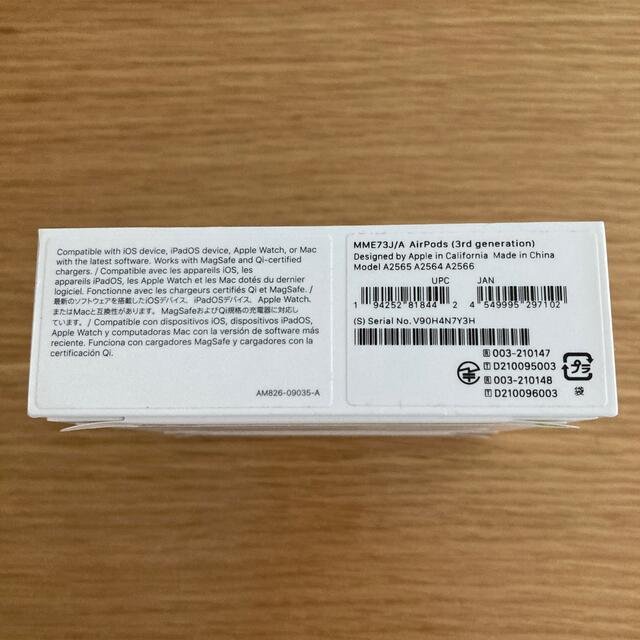 Compatible with iOS device, iPadOS device, Apple Watch, or Mac
with the latest software. Works with MagSafe and Qi-certified
chargers. / Compatible avec les appareils iOS, les
appareils iPadOS, les Apple Watch et les Mac dotés du dernier
logiciel. Fonctionne avec les chargeurs certifiés Qi et MagSafe. /
最新のソフトウェアを搭載したiOSデバイス、iPadOSデバイス、Apple Watch、
またはMacと互換性があります。MagSafeおよびQi規格の充電器に対応し
ています。/ Compatible con dispositivos iOS, dispositivos iPadOS,
Apple Watch y computadoras Mac con la versión de software más
reciente. Funciona con cargadores MagSafe y cargadores con la
certificación Qi.
AM826-09035-A
MME73J/A AirPods (3rd generation)
Designed by Apple in California Made in China
Model A2565 A2564 A2566
UPC JAN
1 94252 81844 2 4 549995 297102
(S) Serial No. V90H4N7Y3H
R 003-210147
T D210095003
R 003-210148
T D210096003
プラ
袋